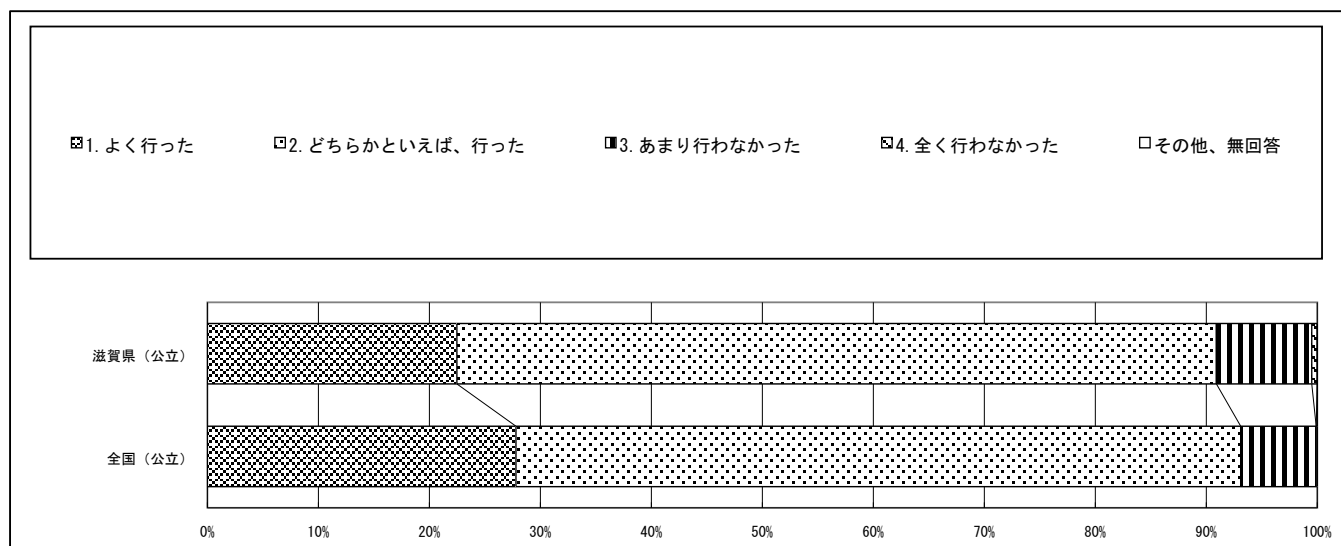 1. よく行った 2. どちらかといえば、行った 3. あまり行わなかった 4. 全く行わなかった その他、無回答
滋賀県（公立）
全国（公立）
0% 10% 20% 30% 40% 50% 60% 70% 80% 90% 100%